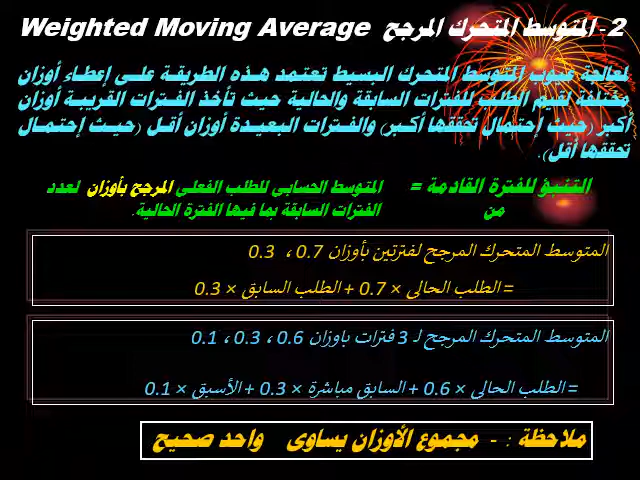 2- المتوسط المتحرك المرجح Weighted Moving Average
لمعالجة عيوب المتوسط المتحرك البسيط تعتمد هذه الطريقة على إعطاء أوزان
مختلفة لقيم الطلب للفترات السابقة والحالية حيث تأخذ الفترات القريبة أوزان
أكبر (حيث إحتمال تحققها أكبر) والفترات البعيدة أوزان أقل (حيث إحتمال
تحققها أقل).
التنبؤ للفترة القادمة = المتوسط الحسابى للطلب الفعلى المرجح بأوزان لعدد
من الفترات السابقة بما فيها الفترة الحالية.
المتوسط المتحرك المرجح لفترتين بأوزان 0.7 ، 0.3
= الطلب الحالى × 0.7 + الطلب السابق × 0.3
المتوسط المتحرك المرجح لـ 3 فترات باوزان 0.6 ، 0.3 ، 0.1
= الطلب الحالى × 0.6 + السابق مباشرة × 0.3 + الأسبق × 0.1
ملاحظة : - مجموع الأوزان يساوى واحد صحيح